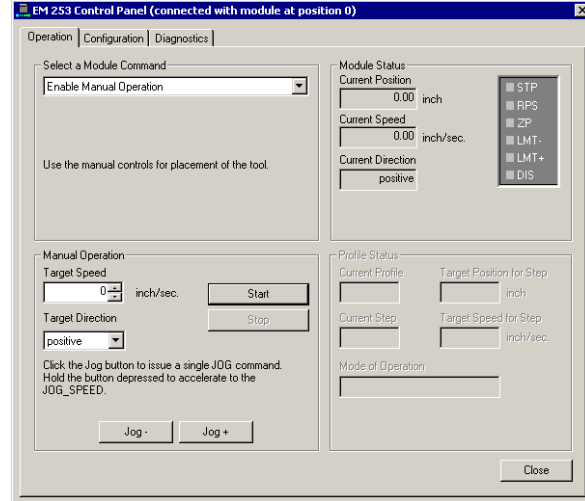 EM 253 Control Panel (connected with module at position 0)
Operation Configuration Diagnostics
Select a Module Command
Enable Manual Operation
Use the manual controls for placement of the tool.
Module Status
Current Position
0.00 inch
Current Speed
0.00 inch/sec.
Current Direction
positive
STP
RPS
ZP
LMT-
LMT+
DIS
Manual Operation
Target Speed
0 inch/sec.
Start
Target Direction
Stop
positive
Click the Jog button to issue a single JOG command.
Hold the button depressed to accelerate to the
JOG_SPEED.
Jog - Jog +
Profile Status
Current Profile Target Position for Step
inch
Current Step Target Speed for Step
inch/sec.
Mode of Operation
Close